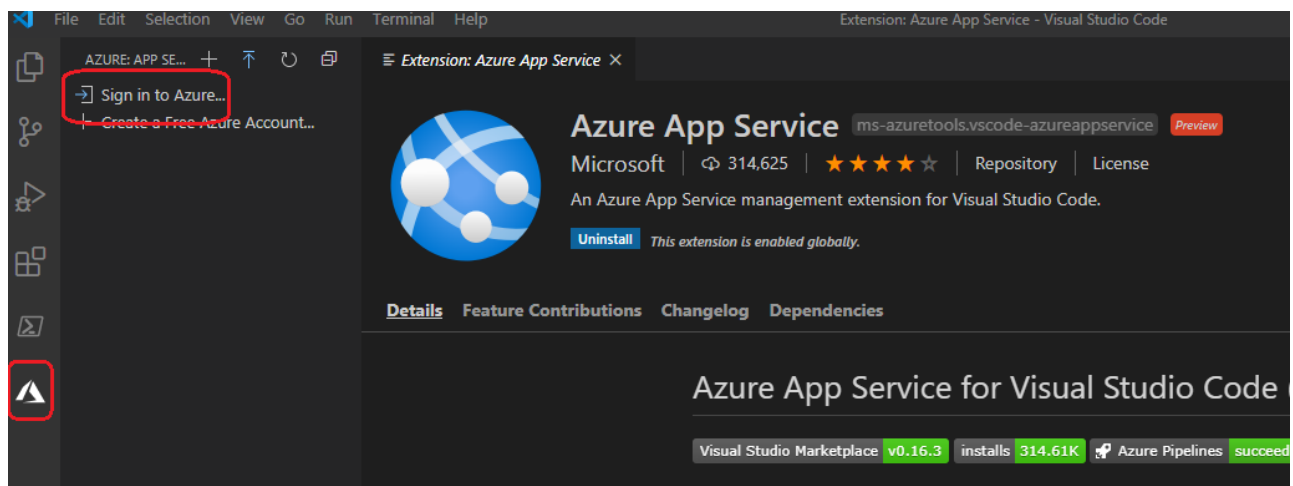 File Edit Selection View Go Run Terminal Help
Extension: Azure App Service - Visual Studio Code
AZURE: APP SE...
Sign in to Azure...
Create a Free Azure Account...
Extension: Azure App Service
Azure App Service ms-azuretools.vscode-azureappservice Preview
Microsoft 314,625 Repository License
An Azure App Service management extension for Visual Studio Code.
Uninstall This extension is enabled globally.
Details Feature Contributions Changelog Dependencies
Azure App Service for Visual Studio Code (
Visual Studio Marketplace v0.16.3 installs 314.61K Azure Pipelines succeed